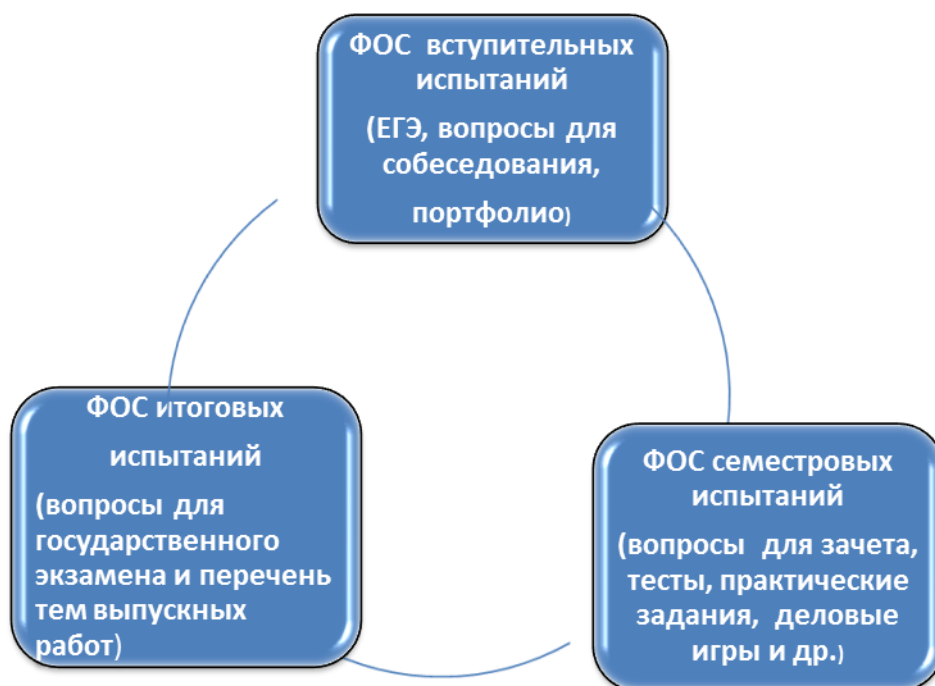 ФОС вступительных
испытаний
(ЕГЭ, вопросы для
собеседования,
портфолио)
ФОС итоговых
испытаний
(вопросы для
государственного
экзамена и перечень
тем выпускных
работ)
ФОС семестровых
испытаний
(вопросы для зачета,
тесты, практические
задания, деловые
игры и др.)